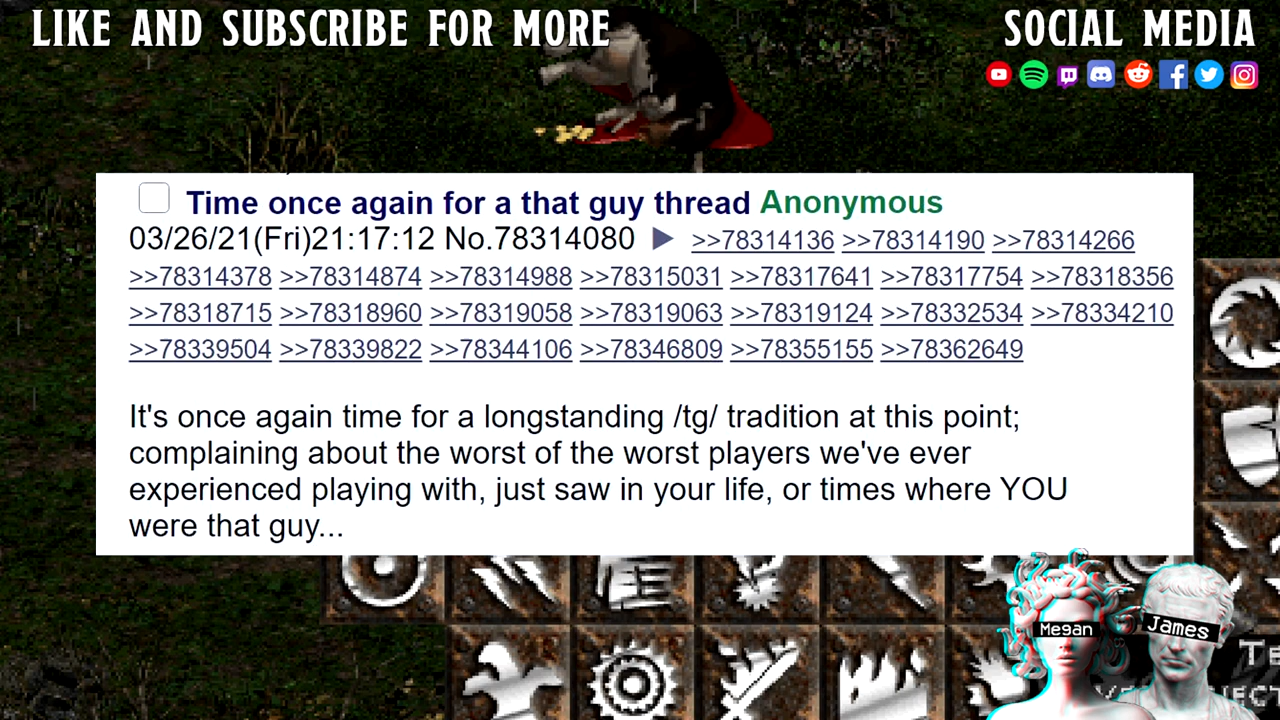 LIKE AND SUBSCRIBE FOR MORE
SOCIAL MEDIA
Time once again for a that guy thread Anonymous
03/26/21(Fri)21:17:12 No.78314080 ▶ >>78314136 >>78314190 >>78314266
>>78314378 >>78314874 >>78314988 >>78315031 >>78317641 >>78317754 >>78318356
>>78318715 >>78318960 >>78319058 >>78319063 >>78319124 >>78332534 >>78334210
>>78339504 >>78339822 >>78344106 >>78346809 >>78355155 >>78362649
It's once again time for a longstanding /tg/ tradition at this point;
complaining about the worst of the worst players we've ever
experienced playing with, just saw in your life, or times where YOU
were that guy...
Megan
James